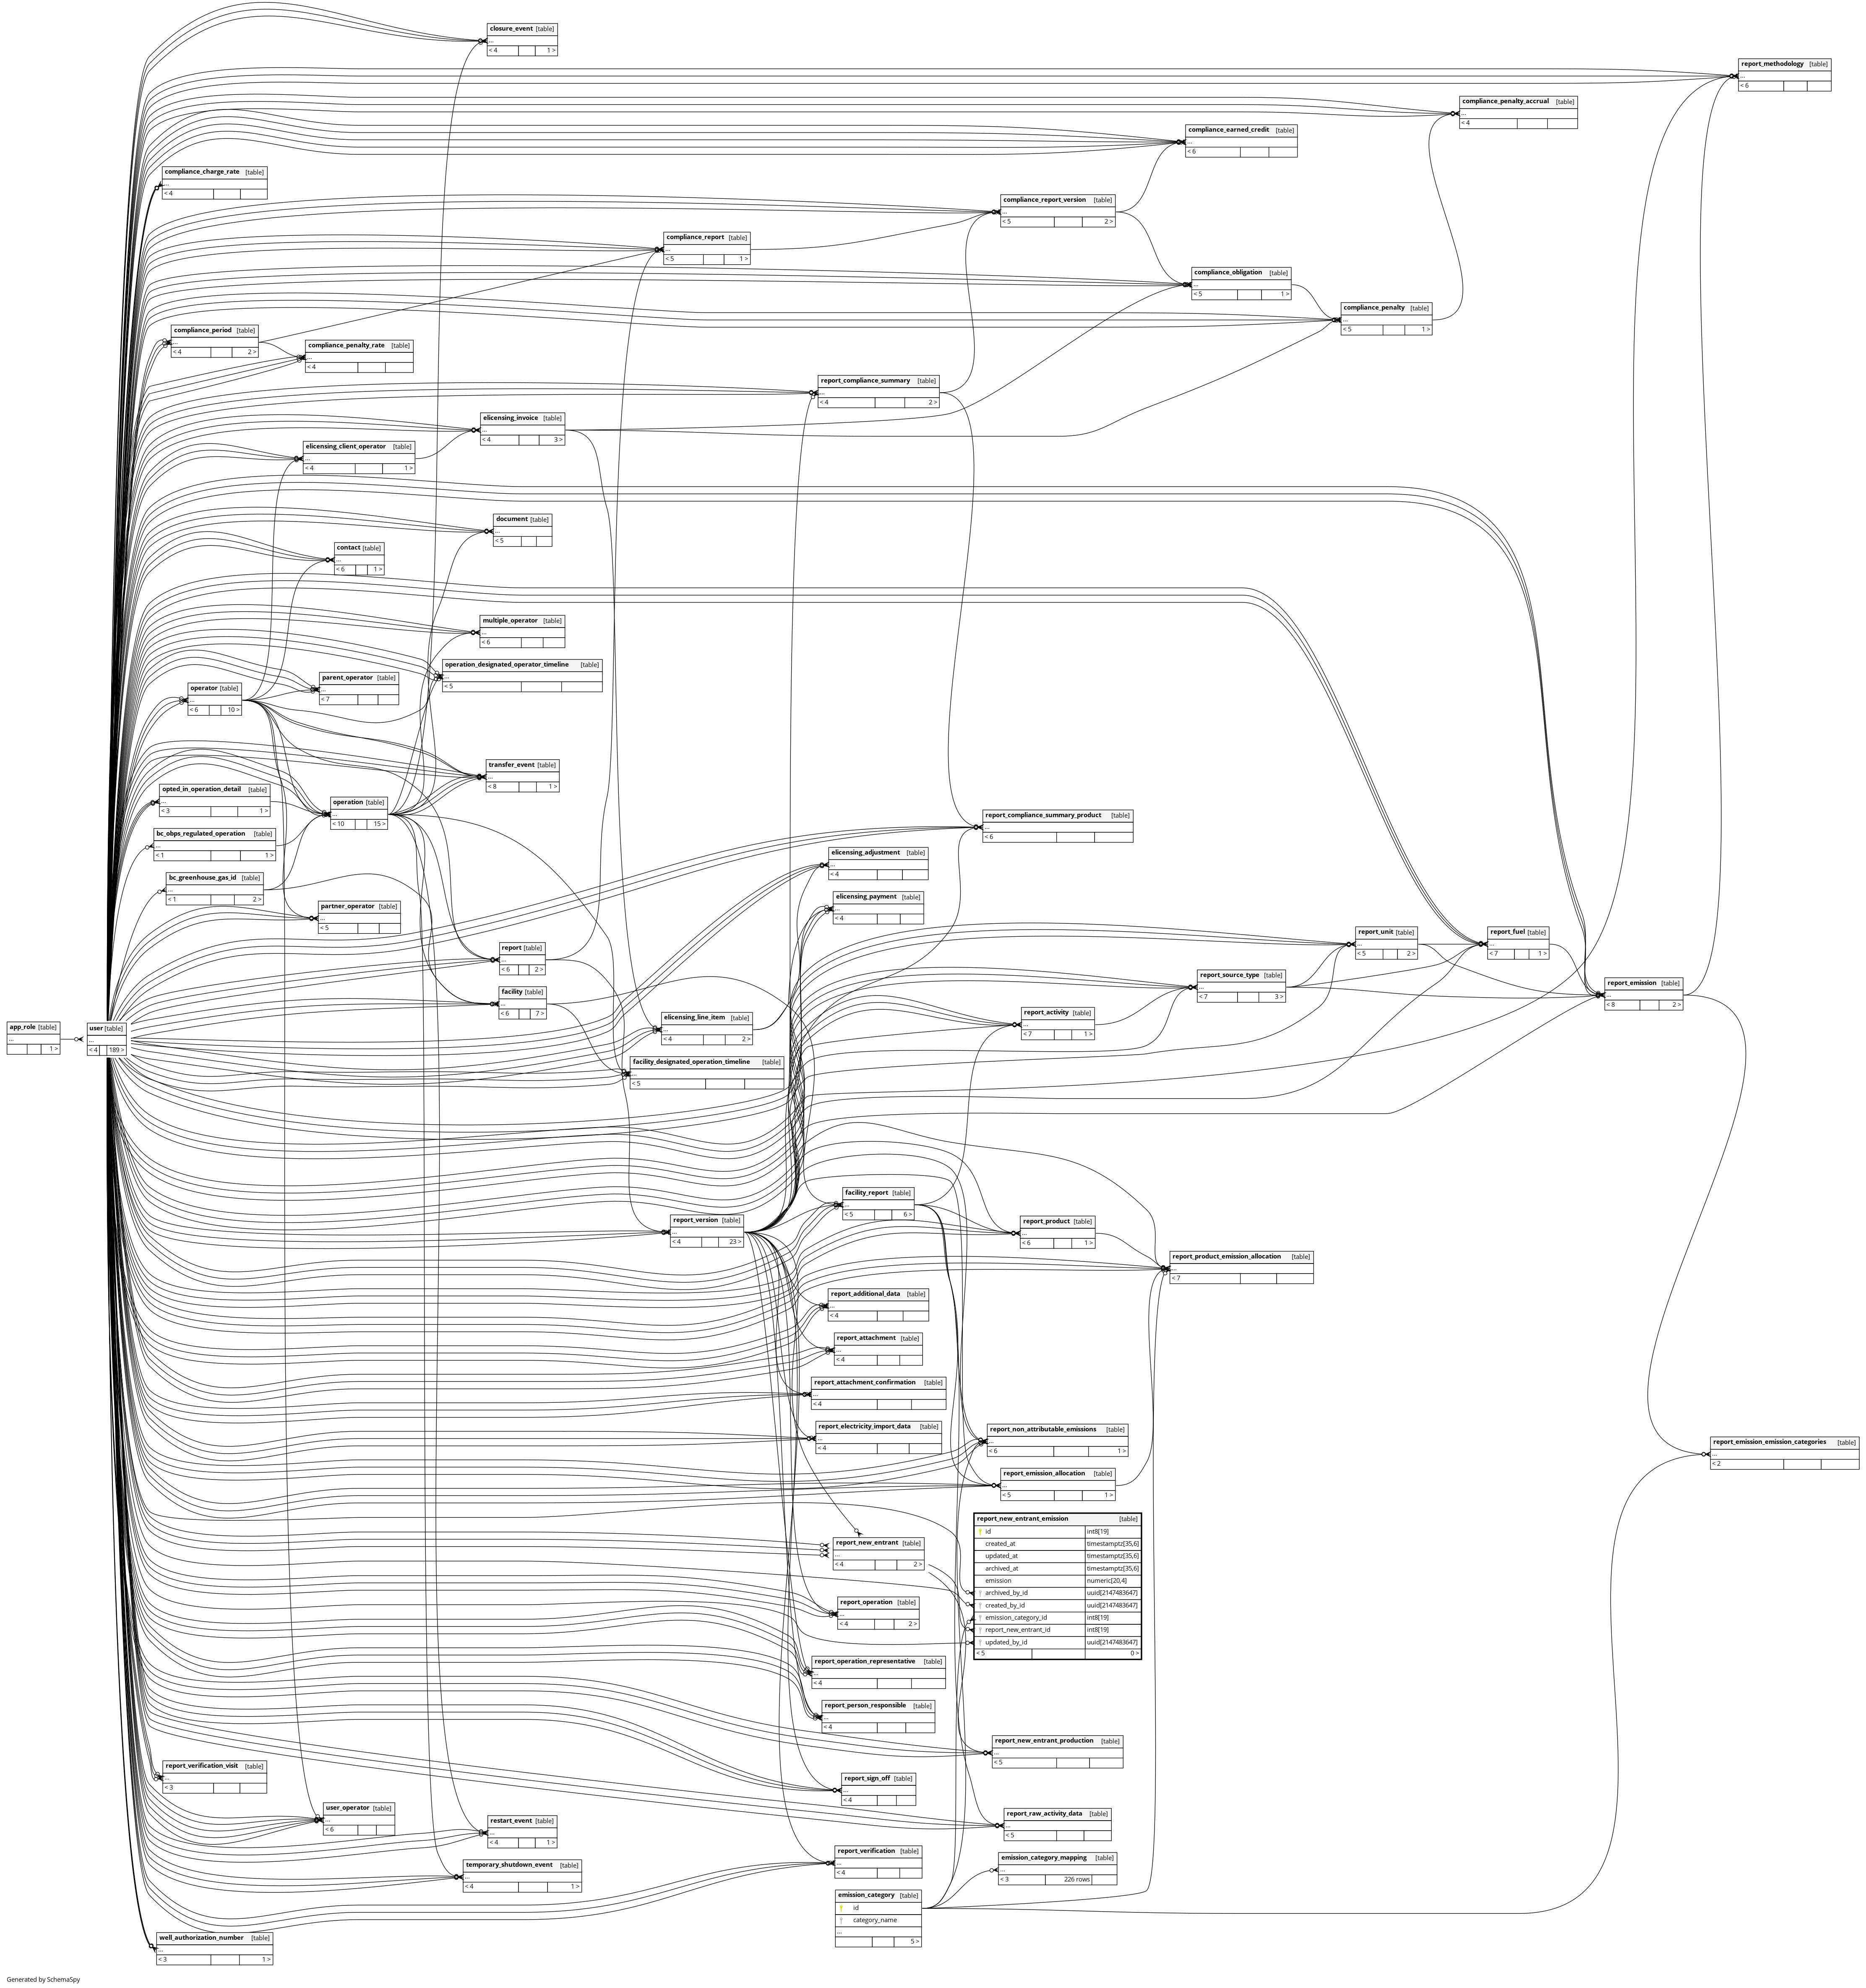 closure_event [table]
...
< 4 1 >
report_methodology [table]
...
< 6
compliance_penalty_accrual [table]
...
< 4
compliance_earned_credit [table]
...
< 6
compliance_charge_rate [table]
...
< 4
compliance_report_version [table]
...
< 5 2 >
compliance_report [table]
...
< 5 1 >
compliance_obligation [table]
...
< 5 1 >
compliance_penalty [table]
...
< 5 1 >
compliance_period [table]
...
< 4 2 >
compliance_penalty_rate [table]
...
< 4
report_compliance_summary [table]
...
< 4 2 >
elicensing_invoice [table]
...
< 4 3 >
elicensing_client_operator [table]
...
< 4 1 >
document [table]
...
< 5
contact [table]
...
< 6 1 >
multiple_operator [table]
...
< 6
operation_designated_operator_timeline [table]
...
< 5
parent_operator [table]
...
< 7
operator [table]
...
< 6 10 >
transfer_event [table]
...
< 8 1 >
opted_in_operation_detail [table]
...
< 3 1 >
operation [table]
...
< 10 15 >
report_compliance_summary_product [table]
...
< 6
bc_obps_regulated_operation [table]
...
< 1 1 >
elicensing_adjustment [table]
...
< 4
bc_greenhouse_gas_id [table]
...
< 1 2 >
elicensing_payment [table]
...
< 4
partner_operator [table]
...
< 5
report_unit [table]
...
< 5 2 >
report_fuel [table]
...
< 7 1 >
report [table]
...
< 6 2 >
report_source_type [table]
...
< 7 3 >
report_emission [table]
...
< 8 2 >
facility [table]
...
< 6 7 >
report_activity [table]
...
< 7 1 >
elicensing_line_item [table]
...
< 4 2 >
app_role [table]
...
1 >
user [table]
...
< 4 189 >
facility_designated_operation_timeline [table]
...
< 5
facility_report [table]
...
< 5 6 >
report_version [table]
...
< 4 23 >
report_product [table]
...
< 6 1 >
report_product_emission_allocation [table]
...
< 7
report_additional_data [table]
...
< 4
report_attachment [table]
...
< 4
report_attachment_confirmation [table]
...
< 4
report_electricity_import_data [table]
...
< 4
report_non_attributable_emissions [table]
...
< 6 1 >
report_emission_emission_categories [table]
...
< 2
report_emission_allocation [table]
...
< 5 1 >
report_new_entrant_emission [table]
id int8[19]
created_at timestamptz[35,6]
updated_at timestamptz[35,6]
archived_at timestamptz[35,6]
emission numeric[20,4]
archived_by_id uuid[2147483647]
created_by_id uuid[2147483647]
emission_category_id int8[19]
report_new_entrant_id int8[19]
updated_by_id uuid[2147483647]
< 5 0 >
report_new_entrant [table]
...
< 4 2 >
report_operation [table]
...
< 4 2 >
report_operation_representative [table]
...
< 4
report_person_responsible [table]
...
< 4
report_new_entrant_production [table]
...
< 5
report_verification_visit [table]
...
< 3
report_sign_off [table]
...
< 4
user_operator [table]
...
< 6
report_raw_activity_data [table]
...
< 5
restart_event [table]
...
< 4 1 >
report_verification [table]
...
< 4
emission_category_mapping [table]
...
< 3 226 rows
temporary_shutdown_event [table]
...
< 4 1 >
emission_category [table]
id
category_name
...
5 >
well_authorization_number [table]
...
< 3 1 >
Generated by SchemaSpy